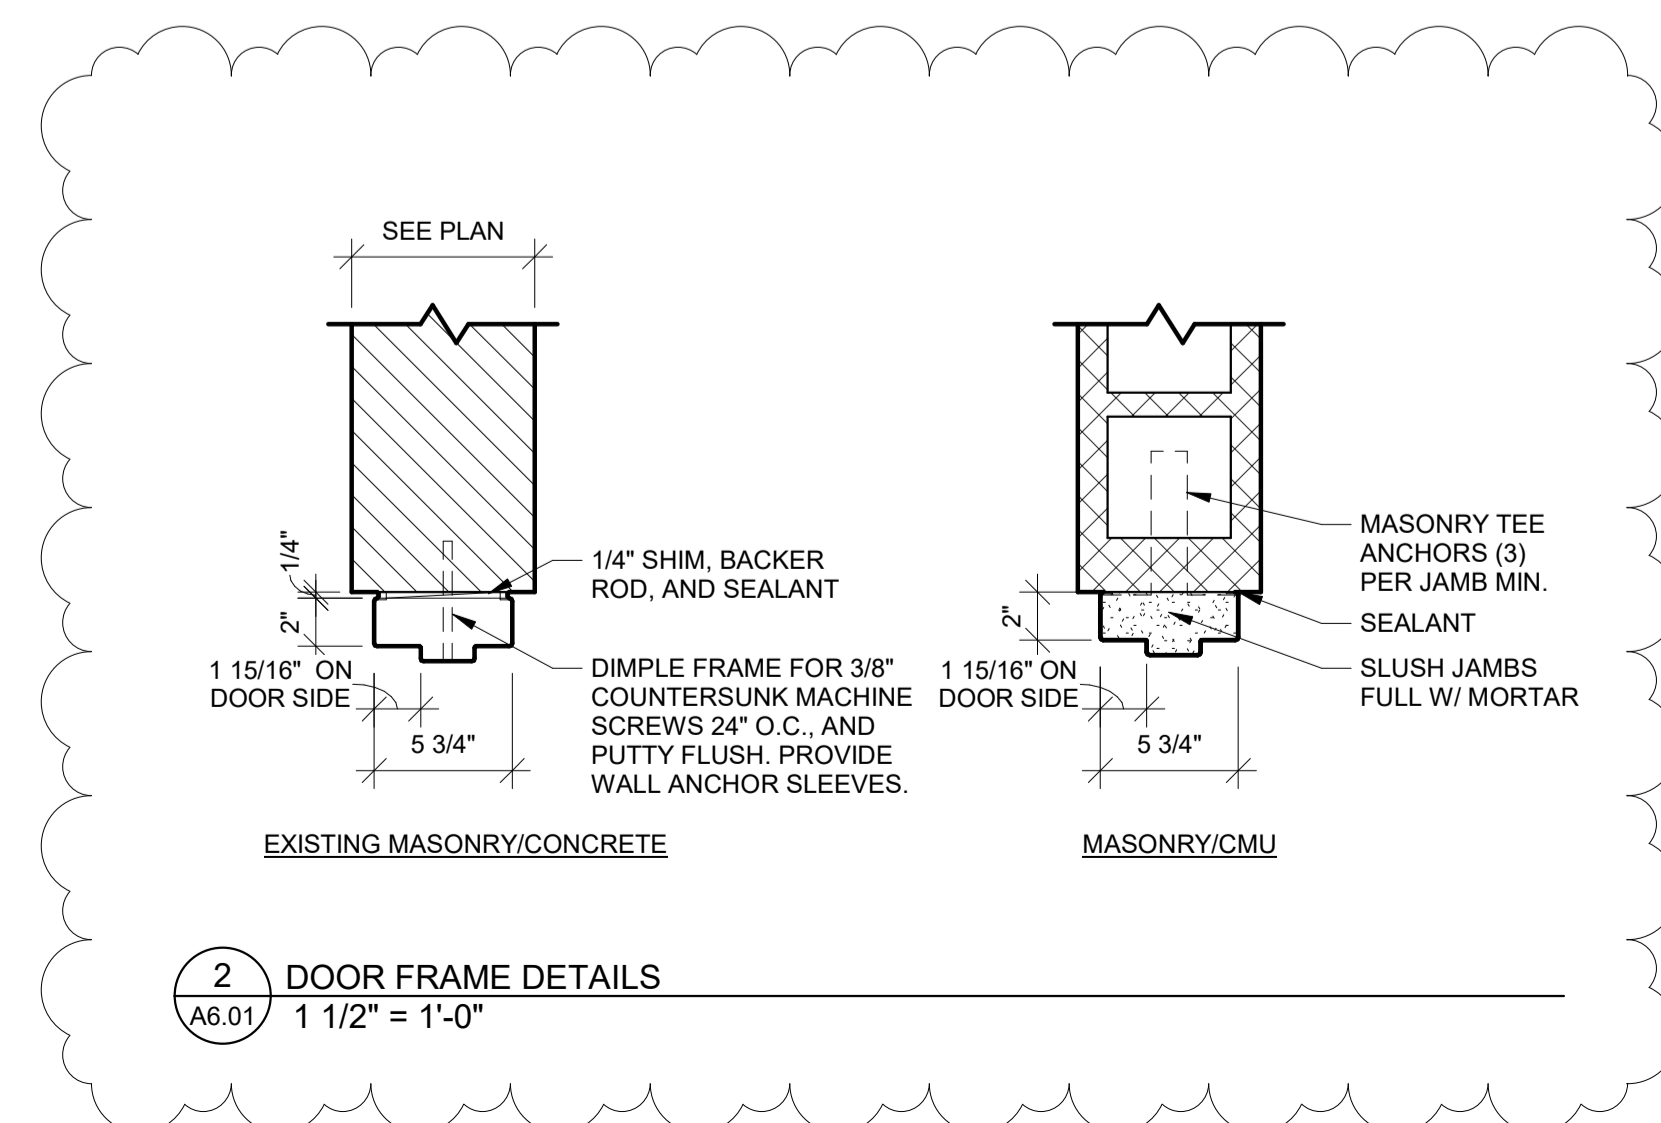 SEE PLAN
1/4"
2"
1 15/16" ON
DOOR SIDE
5 3/4"
1/4" SHIM, BACKER
ROD, AND SEALANT
DIMPLE FRAME FOR 3/8"
COUNTERSUNK MACHINE
SCREWS 24" O.C., AND
PUTTY FLUSH. PROVIDE
WALL ANCHOR SLEEVES.
EXISTING MASONRY/CONCRETE
2"
1 15/16" ON
DOOR SIDE
5 3/4"
MASONRY TEE
ANCHORS (3)
PER JAMB MIN.
SEALANT
SLUSH JAMBS
FULL W/ MORTAR
MASONRY/CMU
2
A6.01
DOOR FRAME DETAILS
1 1/2" = 1'-0"